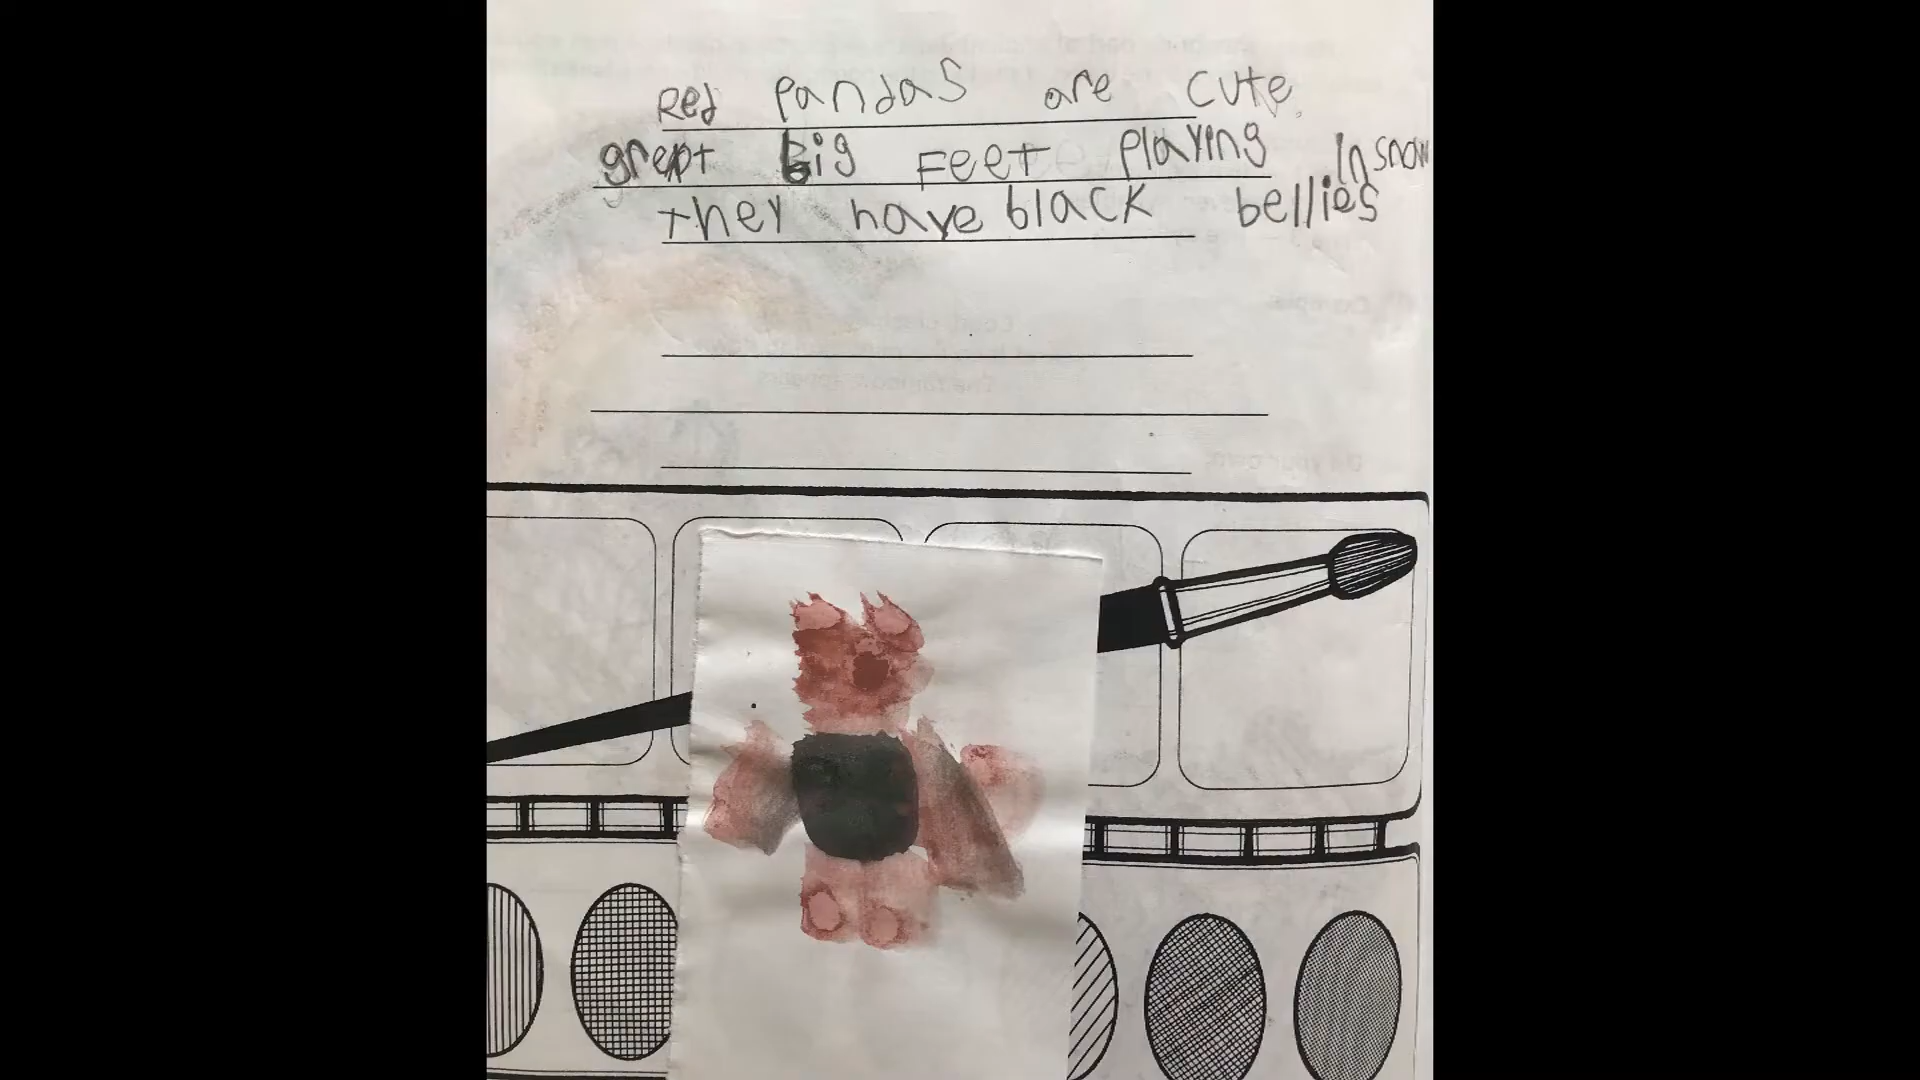 Red pandas are cute.
great big Feet playing in snow
they have black bellies